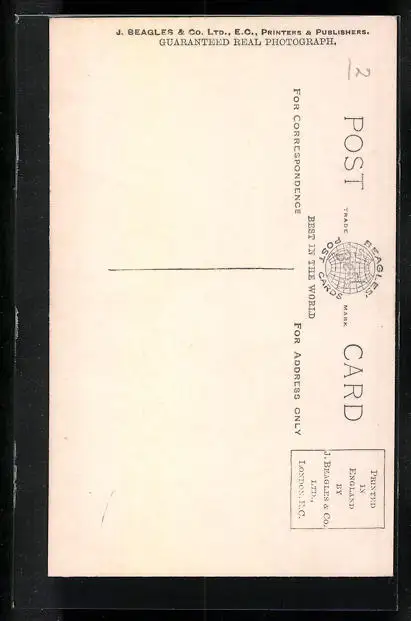 J. BEAGLES & CO. LTD., E.C., PRINTERS & PUBLISHERS.
GUARANTEED REAL PHOTOGRAPH.
12
POST CARD
TRADE MARK
BEAGLES'
BEST
POST CARDS
BEST IN THE WORLD
FOR CORRESPONDENCE
FOR ADDRESS ONLY
PRINTED
IN
ENGLAND
BY
J. BEAGLES & CO.
LTD.,
LONDON, E.C.